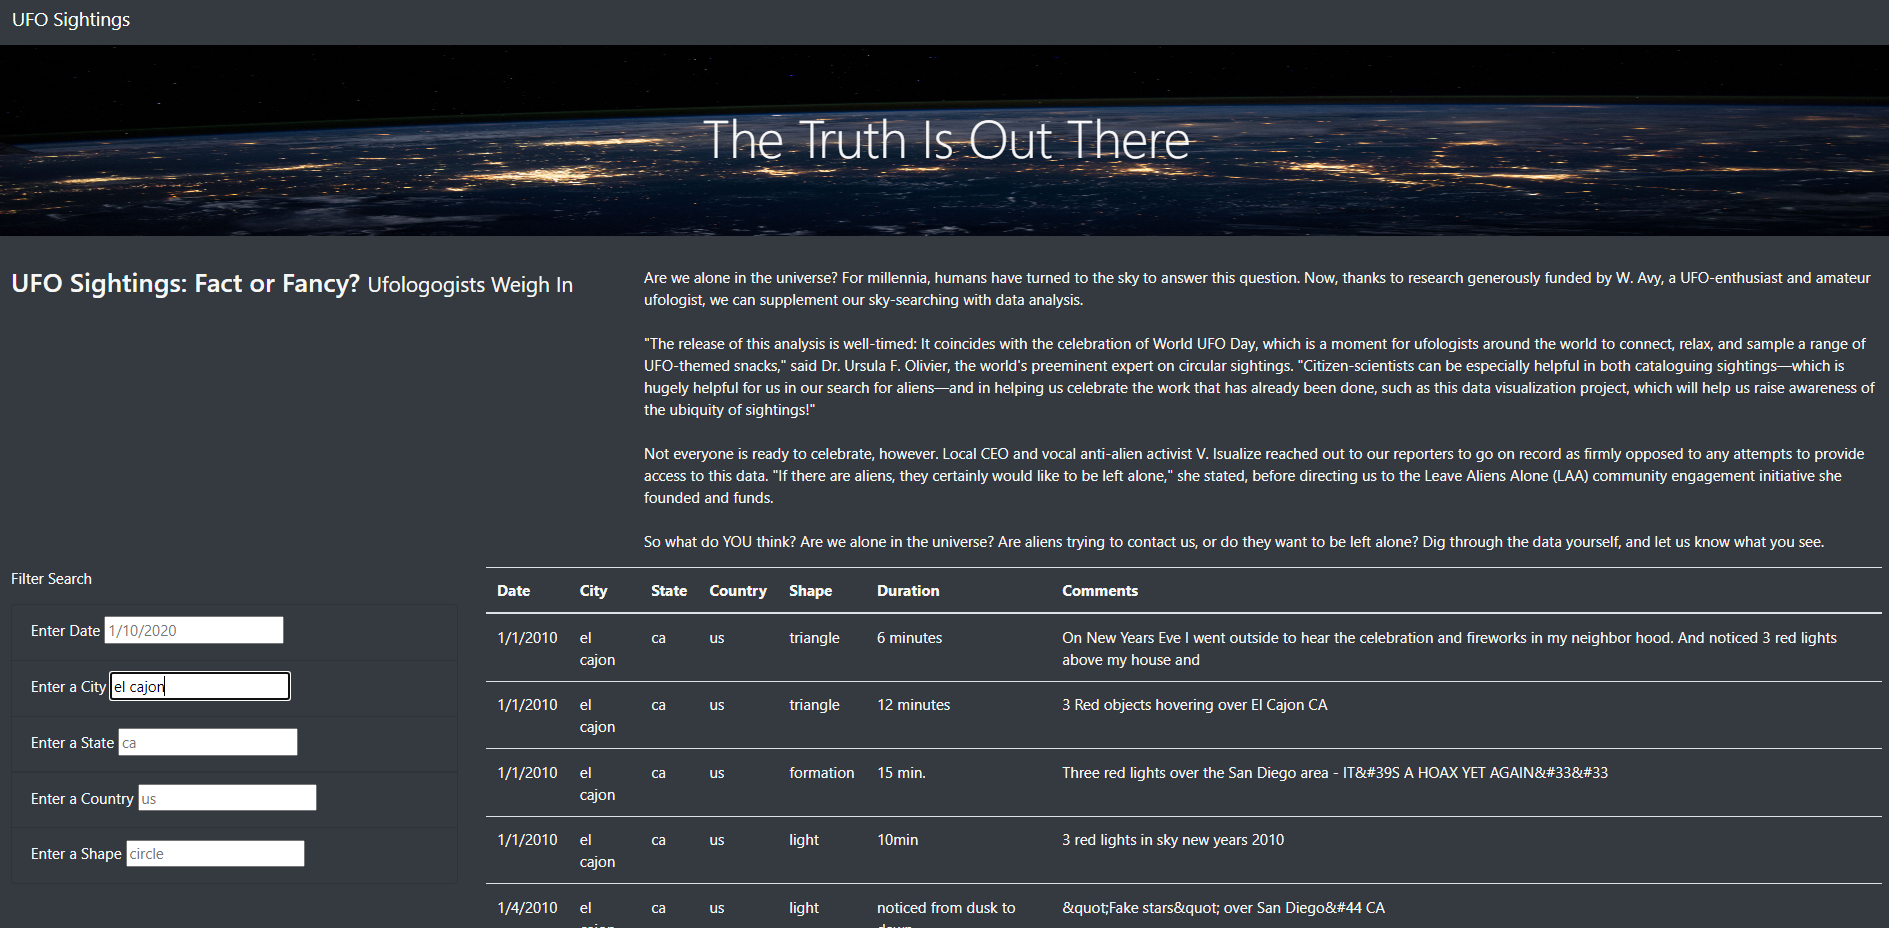 UFO Sightings
The Truth Is Out There
UFO Sightings: Fact or Fancy? Ufologogists Weigh In
Are we alone in the universe? For millennia, humans have turned to the sky to answer this question. Now, thanks to research generously funded by W. Avy, a UFO-enthusiast and amateur
ufologist, we can supplement our sky-searching with data analysis.
"The release of this analysis is well-timed: It coincides with the celebration of World UFO Day, which is a moment for ufologists around the world to connect, relax, and sample a range of
UFO-themed snacks," said Dr. Ursula F. Olivier, the world's preeminent expert on circular sightings. "Citizen-scientists can be especially helpful in both cataloguing sightings—which is
hugely helpful for us in our search for aliens—and in helping us celebrate the work that has already been done, such as this data visualization project, which will help us raise awareness of
the ubiquity of sightings!"
Not everyone is ready to celebrate, however. Local CEO and vocal anti-alien activist V. Isualize reached out to our reporters to go on record as firmly opposed to any attempts to provide
access to this data. "If there are aliens, they certainly would like to be left alone," she stated, before directing us to the Leave Aliens Alone (LAA) community engagement initiative she
founded and funds.
So what do YOU think? Are we alone in the universe? Are aliens trying to contact us, or do they want to be left alone? Dig through the data yourself, and let us know what you see.
Filter Search
Enter Date 1/10/2020
Enter a City el cajon
Enter a State ca
Enter a Country us
Enter a Shape circle
Date City State Country Shape Duration Comments
1/1/2010 el ca us triangle 6 minutes On New Years Eve I went outside to hear the celebration and fireworks in my neighbor hood. And noticed 3 red lights
cajon above my house and
1/1/2010 el ca us triangle 12 minutes 3 Red objects hovering over El Cajon CA
cajon
1/1/2010 el ca us formation 15 min. Three red lights over the San Diego area - IT&#39S A HOAX YET AGAIN&#33&#33
cajon
1/1/2010 el ca us light 10min 3 red lights in sky new years 2010
cajon
1/4/2010 el ca us light noticed from dusk to &quot;Fake stars&quot; over San Diego&#44 CA